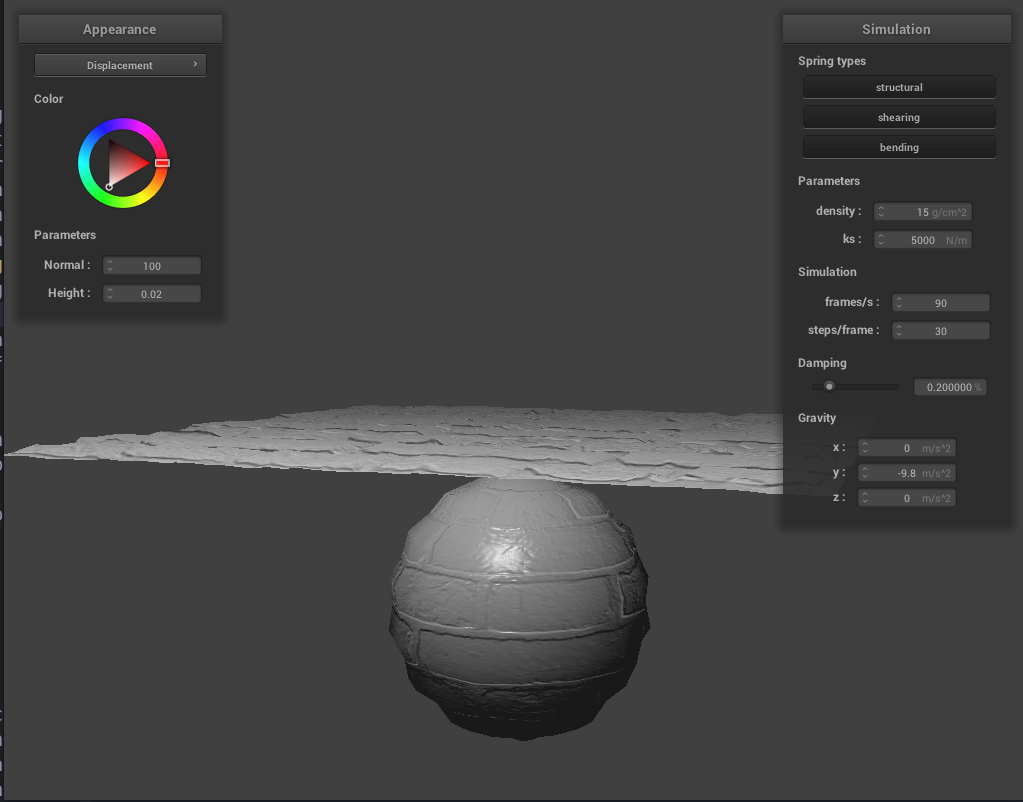 Appearance
Displacement
Color
Parameters
Normal : 100
Height : 0.02
Simulation
Spring types
structural
shearing
bending
Parameters
density : 15 g/cm^2
ks : 5000 N/m
Simulation
frames/s : 90
steps/frame : 30
Damping
0.200000 %
Gravity
x : 0 m/s^2
y : -9.8 m/s^2
z : 0 m/s^2